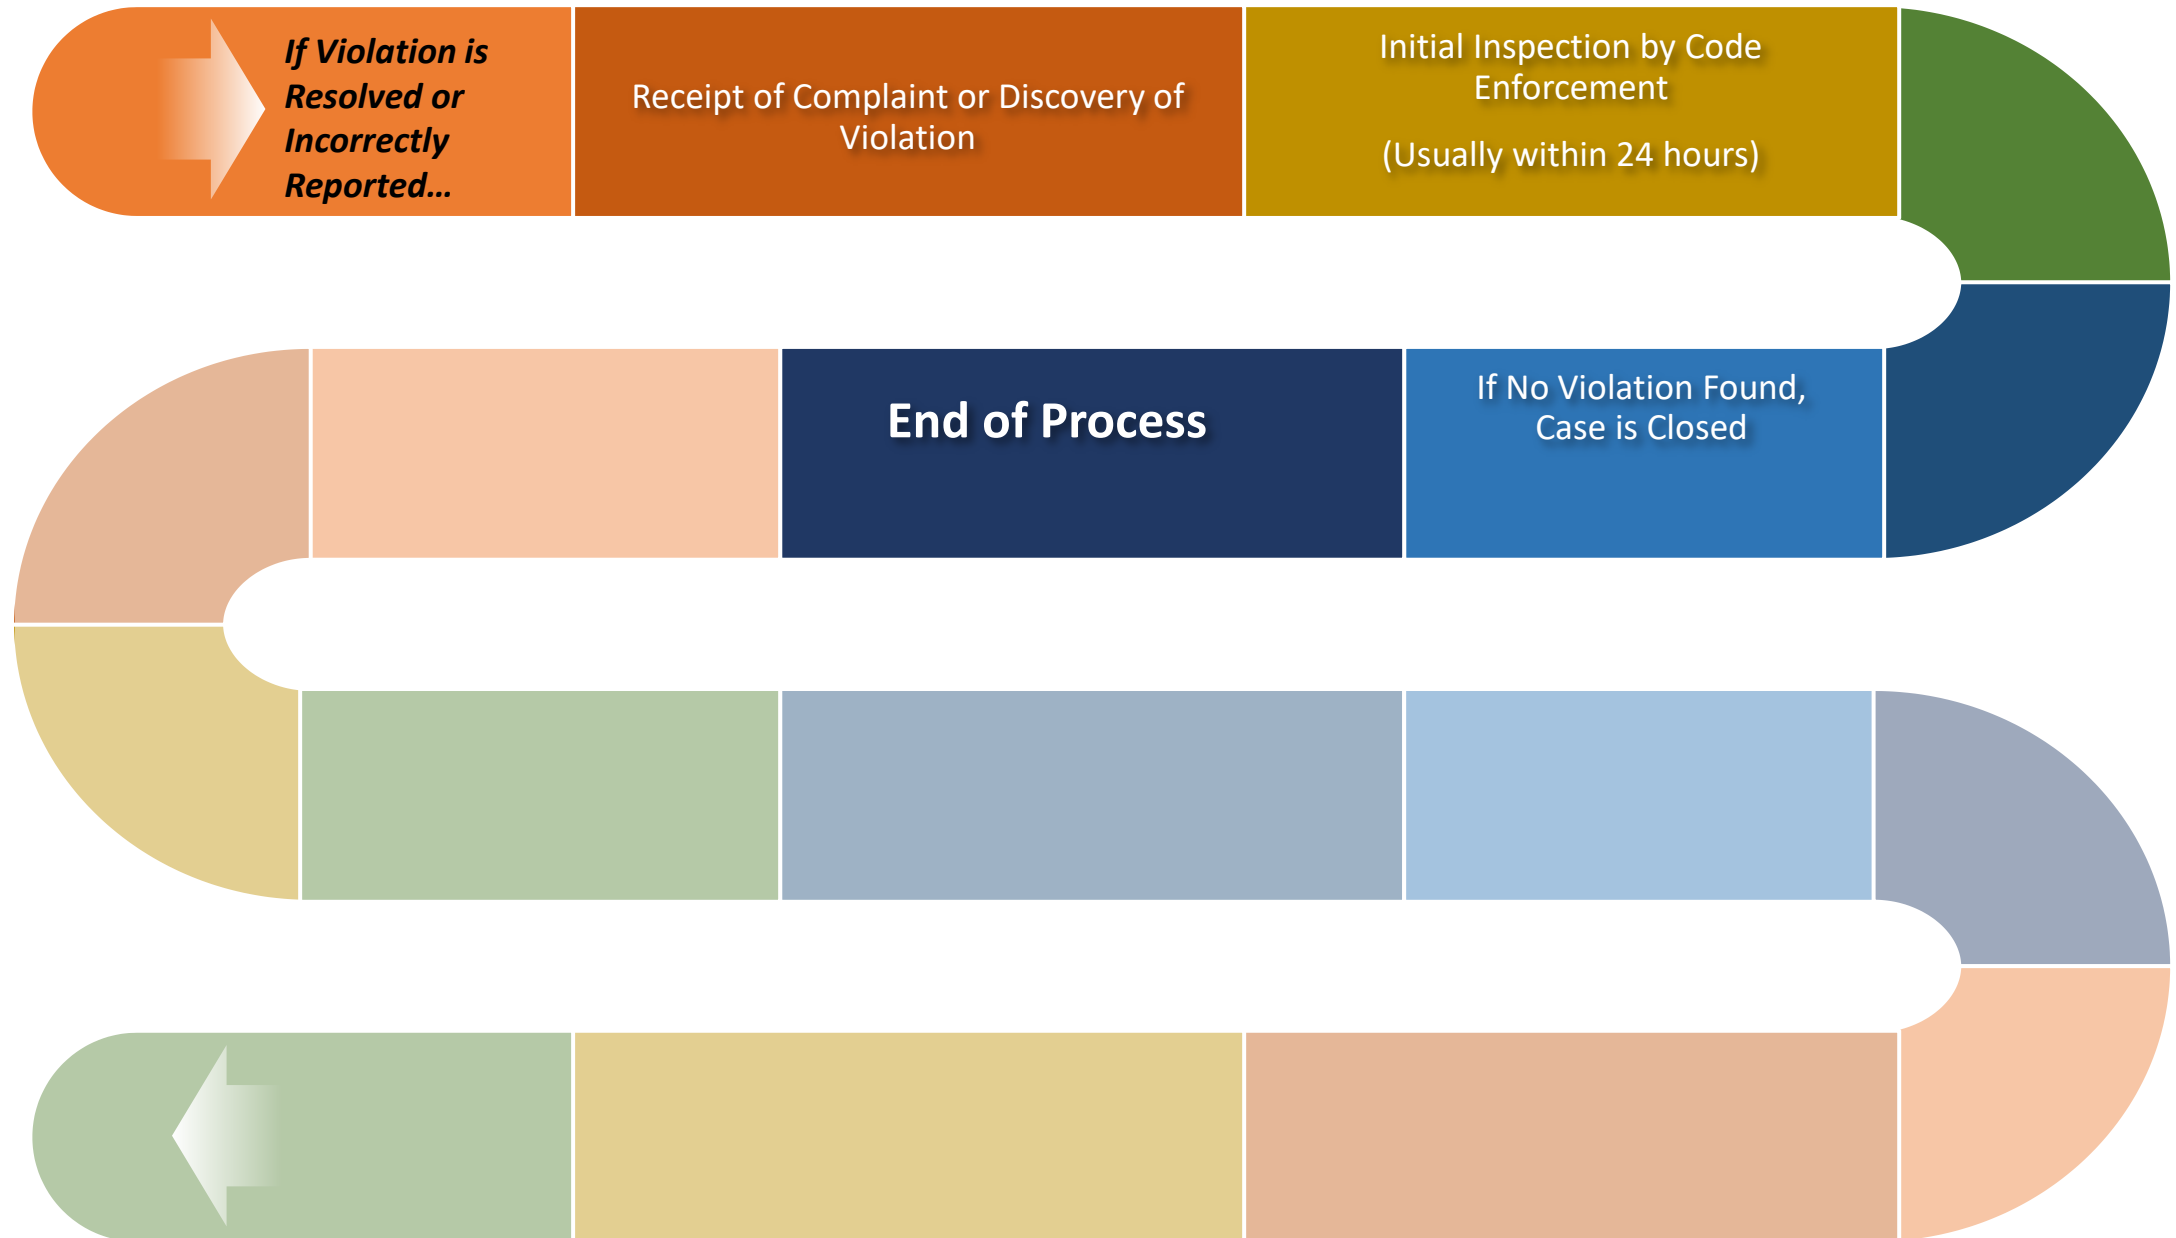 If Violation is
Resolved or
Incorrectly
Reported…
Receipt of Complaint or Discovery of
Violation
Initial Inspection by Code
Enforcement
(Usually within 24 hours)
If No Violation Found,
Case is Closed
End of Process